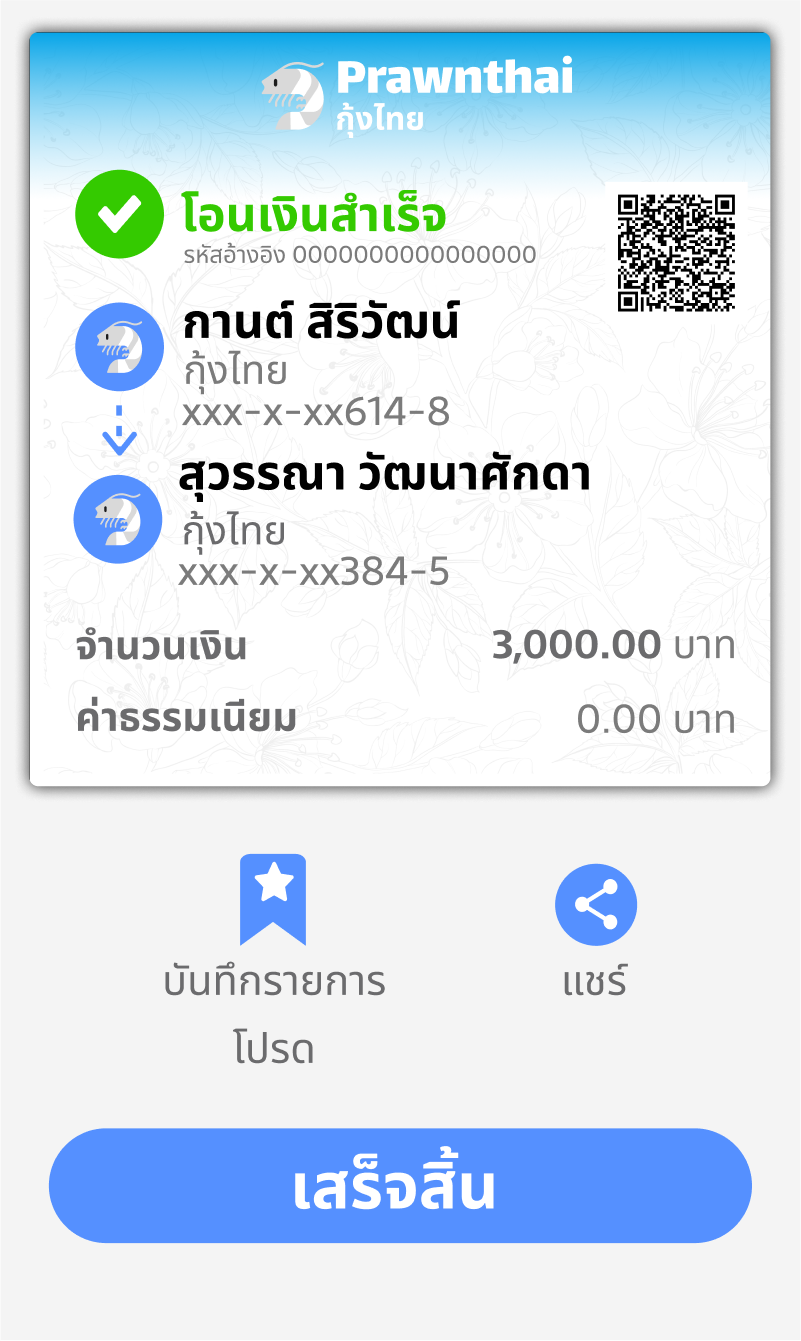 Prawnthai
กุ้งไทย
โอนเงินสำเร็จ
รหัสอ้างอิง 0000000000000000
กานต์ สิริวัฒน์
กุ้งไทย
xxx-x-xx614-8
สุวรรณา วัฒนาศักดา
กุ้งไทย
xxx-x-xx384-5
จำนวนเงิน 3,000.00 บาท
ค่าธรรมเนียม 0.00 บาท
บันทึกรายการ
โปรด
แชร์
เสร็จสิ้น